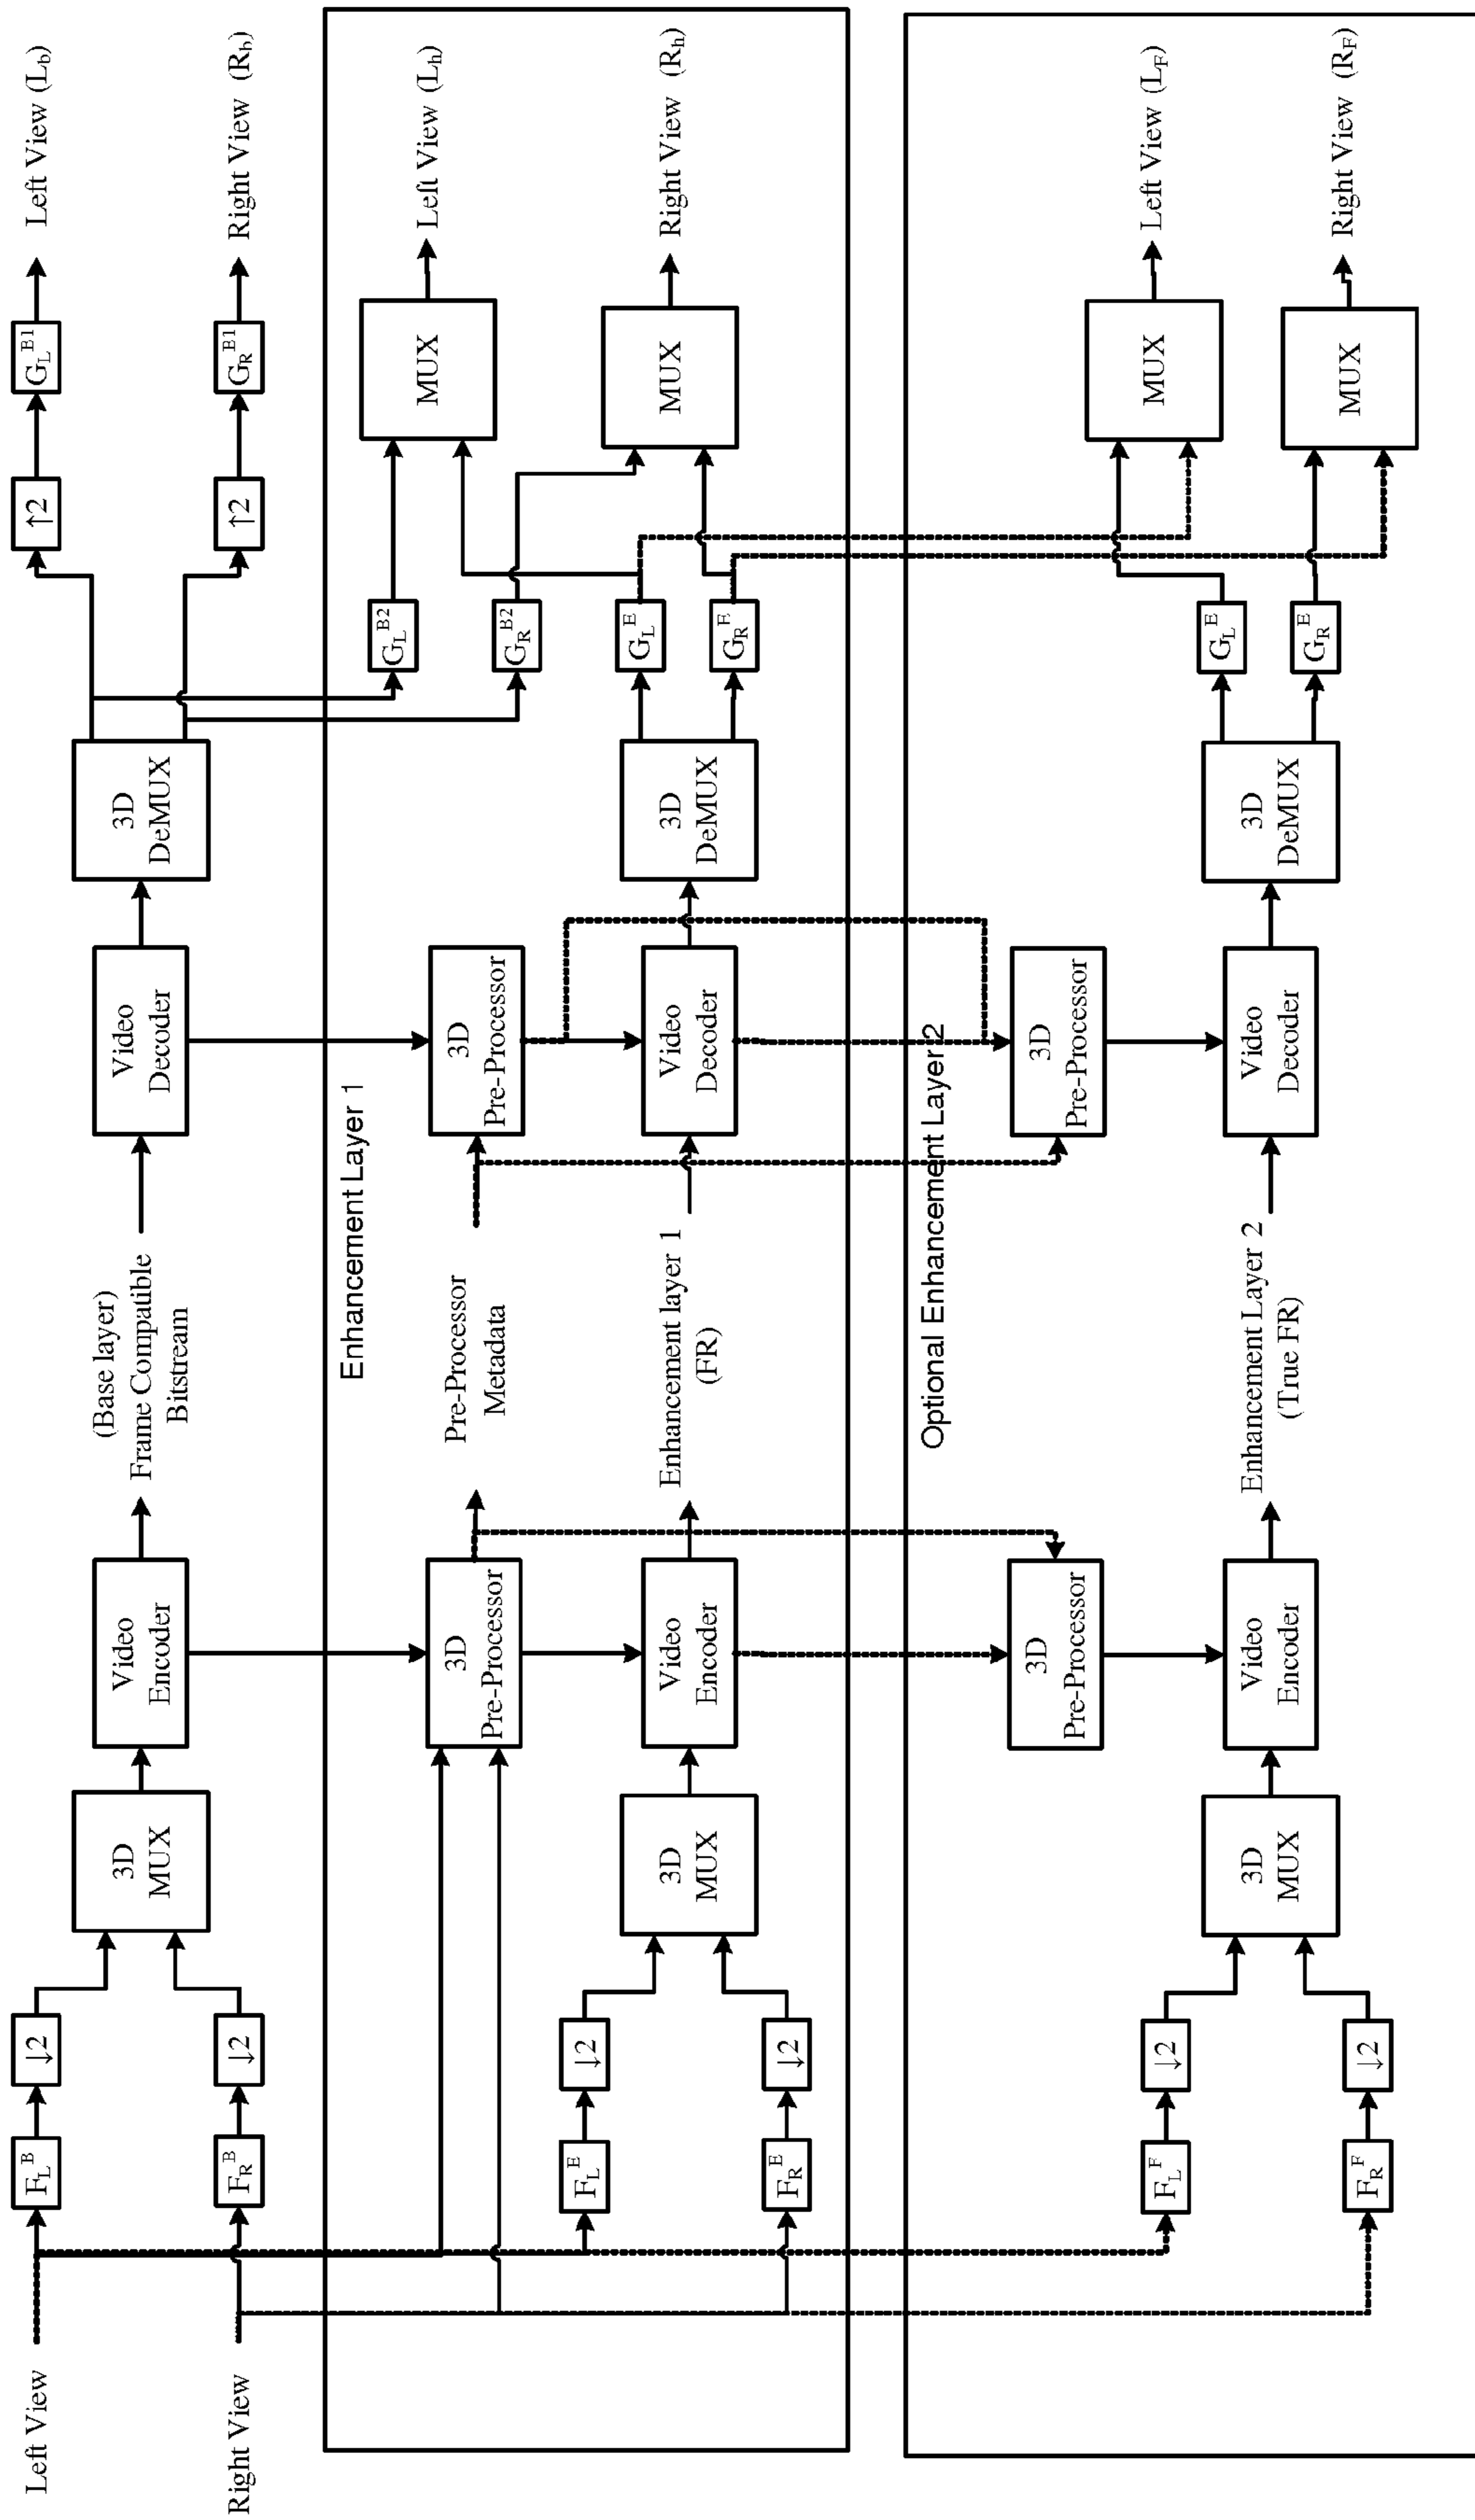 Left View
Right View
F_L^B
F_R^B
↓2
↓2
3D
MUX
Video
Encoder
(Base layer)
Frame Compatible
Bitstream
Video
Decoder
3D
DeMUX
↑2
↑2
G_L^B1
G_R^B1
Left View (L_b)
Right View (R_b)
Enhancement Layer 1
F_L^E
F_R^E
↓2
↓2
3D
MUX
3D
Pre-Processor
Video
Encoder
Pre-Processor
Metadata
Enhancement layer 1
(FR)
3D
Pre-Processor
Video
Decoder
3D
DeMUX
G_L^B2
G_R^B2
G_L^E
G_R^E
MUX
MUX
Left View (L_h)
Right View (R_h)
Optional Enhancement Layer 2
F_L^F
F_R^F
↓2
↓2
3D
MUX
3D
Pre-Processor
Video
Encoder
Enhancement Layer 2
(True FR)
3D
Pre-Processor
Video
Decoder
3D
DeMUX
G_L^E
G_R^E
MUX
MUX
Left View (L_F)
Right View (R_F)